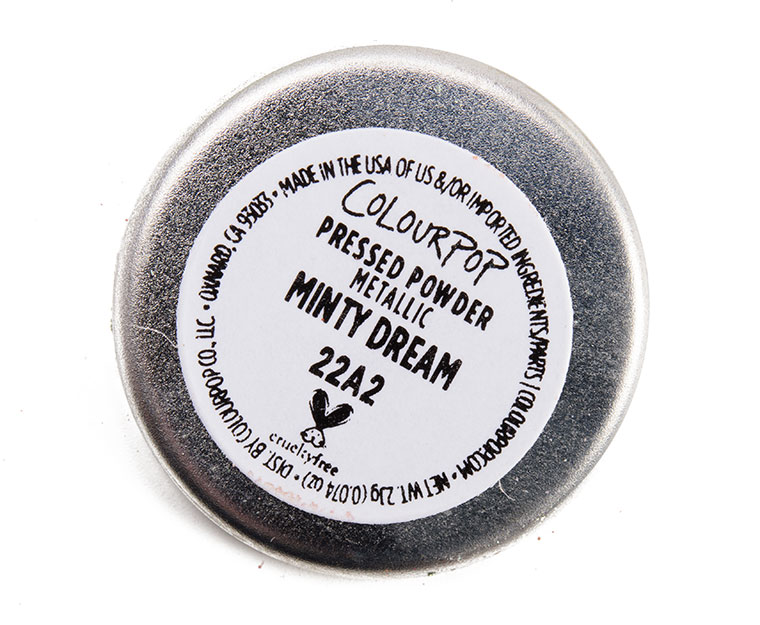 MADE IN THE USA OF US &/OR IMPORTED INGREDIENTS/PARTS | COLOURPOP.COM • NET WT. 2.1g (0.074 oz) • DIST. BY COLOURPOP CO., LLC • OXNARD, CA 93033 •
COLOURPOP
PRESSED POWDER
METALLIC
MINTY DREAM
22A2
crueltyfree